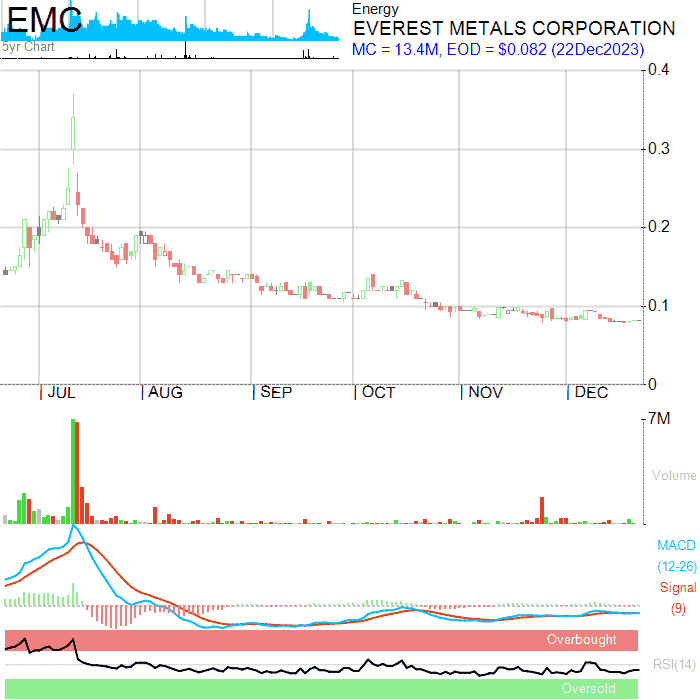 EMC
5yr Chart
Energy
EVEREST METALS CORPORATION
MC = 13.4M, EOD = $0.082 (22Dec2023)
0.4
0.3
0.2
0.1
0
JUL AUG SEP OCT NOV DEC
7M
Volume
MACD
(12-26)
Signal
(9)
Overbought
RSI(14)
Oversold